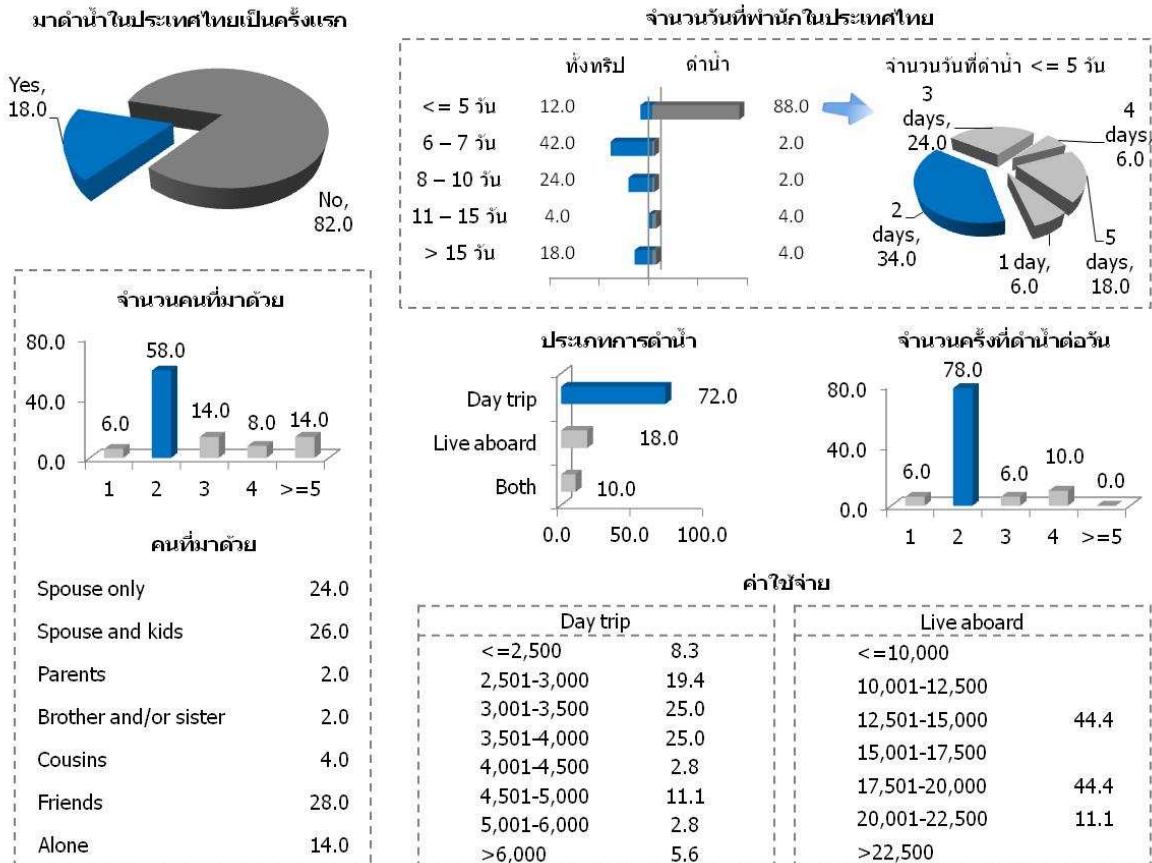 มาดำน้ำในประเทศไทยเป็นครั้งแรก
Yes,
18.0
No,
82.0
จำนวนวันที่พำนักในประเทศไทย
ทั้งทริป ดำน้ำ
<= 5 วัน 12.0 88.0
6 – 7 วัน 42.0 2.0
8 – 10 วัน 24.0 2.0
11 – 15 วัน 4.0 4.0
> 15 วัน 18.0 4.0
จำนวนวันที่ดำน้ำ <= 5 วัน
3
days,
24.0
4
days,
6.0
2
days,
34.0
1 day,
6.0
5
days,
18.0
จำนวนคนที่มาด้วย
80.0
40.0
0.0
6.0 58.0 14.0 8.0 14.0
1 2 3 4 >=5
คนที่มาด้วย
Spouse only 24.0
Spouse and kids 26.0
Parents 2.0
Brother and/or sister 2.0
Cousins 4.0
Friends 28.0
Alone 14.0
ประเภทการดำน้ำ
Day trip 72.0
Live aboard 18.0
Both 10.0
0.0 50.0 100.0
จำนวนครั้งที่ดำน้ำต่อวัน
80.0
40.0
0.0
6.0 78.0 6.0 10.0 0.0
1 2 3 4 >=5
ค่าใช้จ่าย
Day trip
<=2,500 8.3
2,501-3,000 19.4
3,001-3,500 25.0
3,501-4,000 25.0
4,001-4,500 2.8
4,501-5,000 11.1
5,001-6,000 2.8
>6,000 5.6
Live aboard
<=10,000
10,001-12,500
12,501-15,000 44.4
15,001-17,500
17,501-20,000 44.4
20,001-22,500 11.1
>22,500